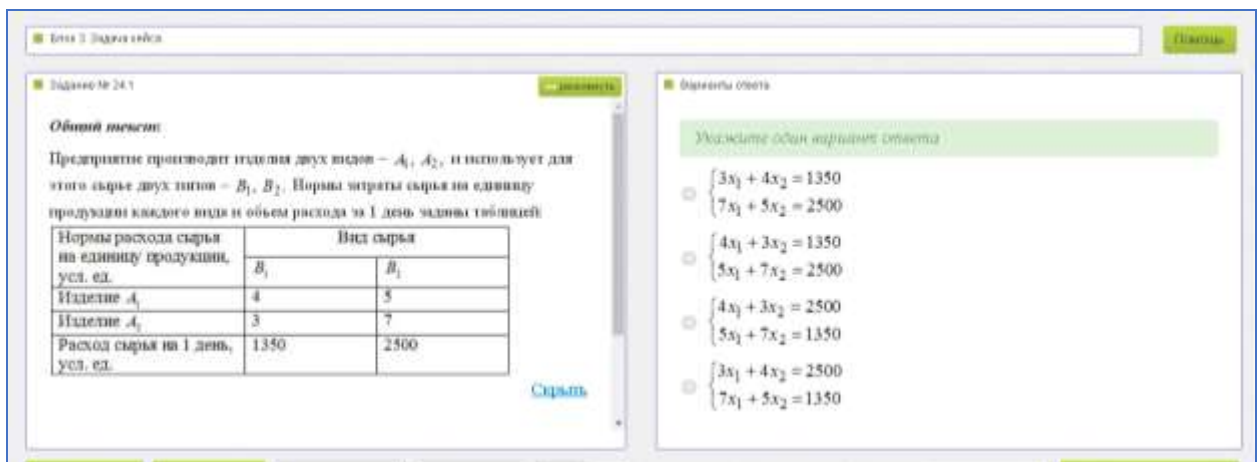 Блок 3. Задача кейса
Помощь
Задание № 24.1
Общий текст:
Предприятие производит изделия двух видов – A₁, A₂, и использует для
этого сырье двух типов – B₁, B₂. Нормы затраты сырья на единицу
продукции каждого вида и объем расхода за 1 день заданы таблицей:
Нормы расхода сырья
на единицу продукции,
усл. ед.
Вид сырья
B₁
B₁
Изделие A₁
4
5
Изделие A₁
3
7
Расход сырья на 1 день,
усл. ед.
1350
2500
Скрыть
Варианты ответа
Укажите один вариант ответа
3x₁ + 4x₂ = 1350
7x₁ + 5x₂ = 2500
4x₁ + 3x₂ = 1350
5x₁ + 7x₂ = 2500
4x₁ + 3x₂ = 2500
5x₁ + 7x₂ = 1350
3x₁ + 4x₂ = 2500
7x₁ + 5x₂ = 1350